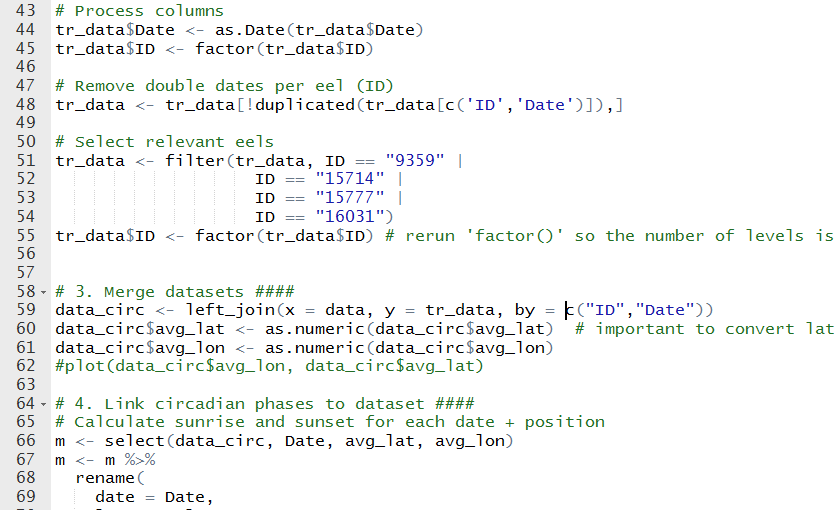 43 # Process columns
44 tr_data$Date <- as.Date(tr_data$Date)
45 tr_data$ID <- factor(tr_data$ID)
46
47 # Remove double dates per eel (ID)
48 tr_data <- tr_data[!duplicated(tr_data[c('ID','Date')]),]
49
50 # Select relevant eels
51 tr_data <- filter(tr_data, ID == "9359" |
52                     ID == "15714" |
53                     ID == "15777" |
54                     ID == "16031")
55 tr_data$ID <- factor(tr_data$ID) # rerun 'factor()' so the number of levels is
56
57
58 # 3. Merge datasets ####
59 data_circ <- left_join(x = data, y = tr_data, by = c("ID","Date"))
60 data_circ$avg_lat <- as.numeric(data_circ$avg_lat)  # important to convert lat
61 data_circ$avg_lon <- as.numeric(data_circ$avg_lon)
62 #plot(data_circ$avg_lon, data_circ$avg_lat)
63
64 # 4. Link circadian phases to dataset ####
65 # Calculate sunrise and sunset for each date + position
66 m <- select(data_circ, Date, avg_lat, avg_lon)
67 m <- m %>%
68   rename(
69     date = Date,